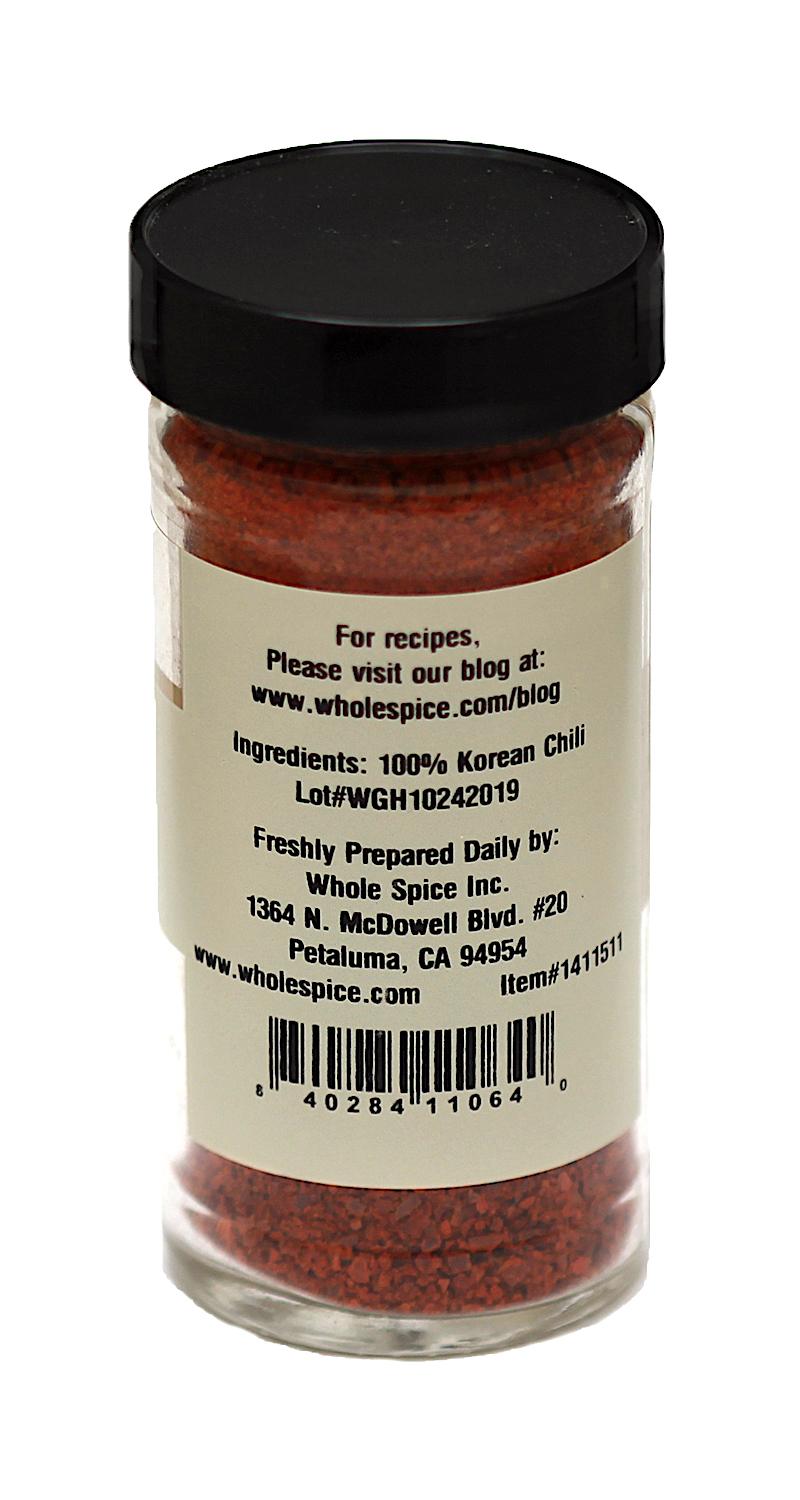 For recipes,
Please visit our blog at:
www.wholespice.com/blog
Ingredients: 100% Korean Chili
Lot#WGH10242019
Freshly Prepared Daily by:
Whole Spice Inc.
1364 N. McDowell Blvd. #20
Petaluma, CA 94954
www.wholespice.com Item#1411511
8 40284 11064 0